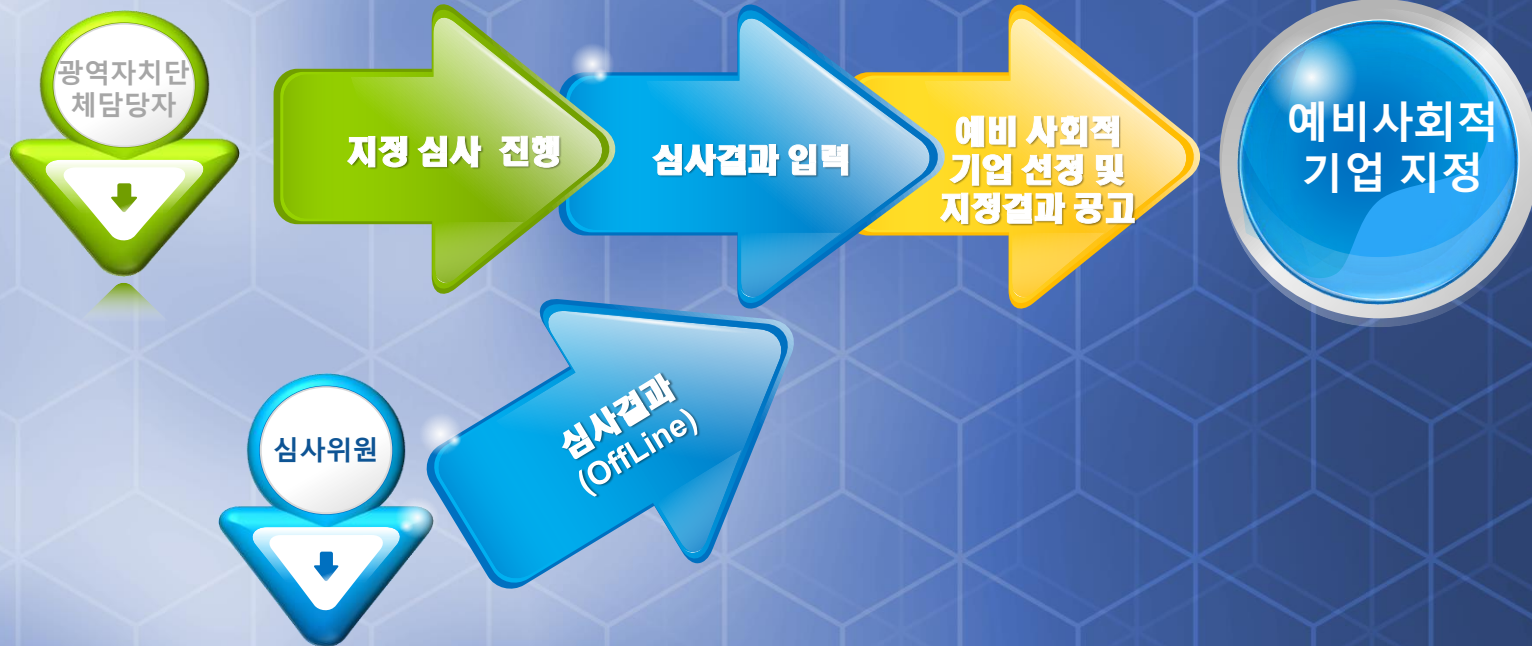 광역자치단
체담당자
지정 심사  진행
심사결과 입력
예비 사회적
기업 선정 및
지정결과 공고
예비사회적
기업 지정
심사위원
심사결과
(OffLine)